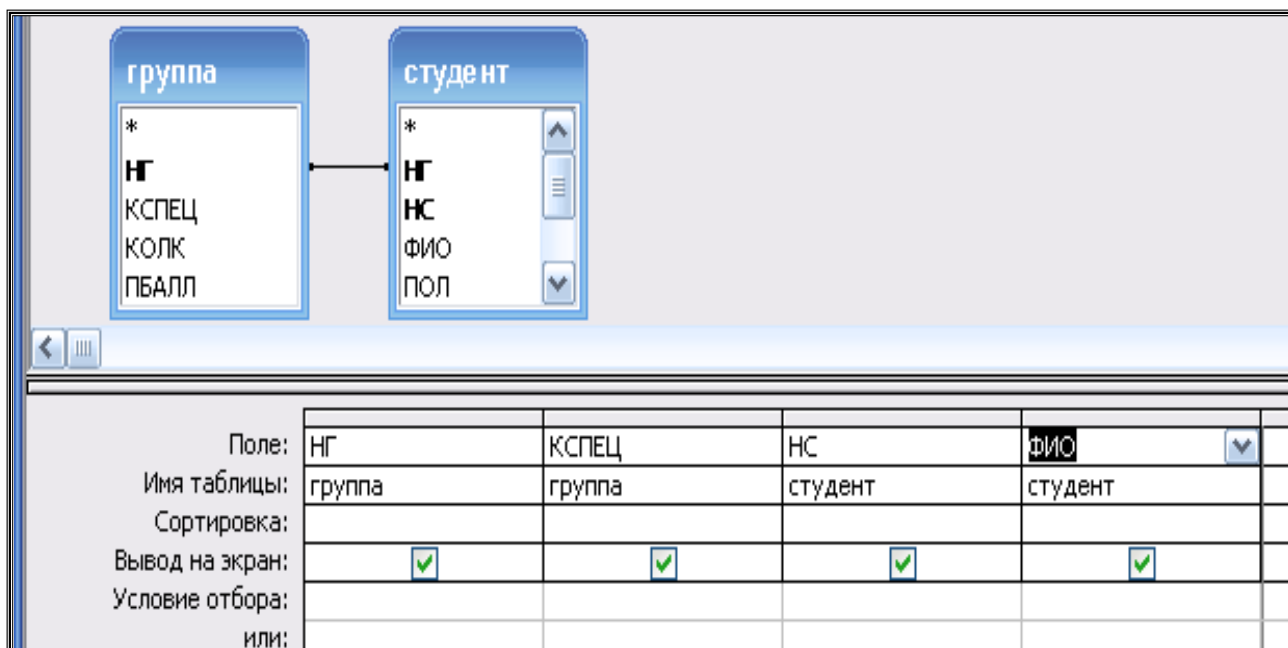 группа студент
* *
НГ НГ
КСПЕЦ НС
КОЛК ФИО
ПБАЛЛ ПОЛ
Поле: НГ КСПЕЦ НС ФИО
Имя таблицы: группа группа студент студент
Сортировка:
Вывод на экран:
Условие отбора:
или: